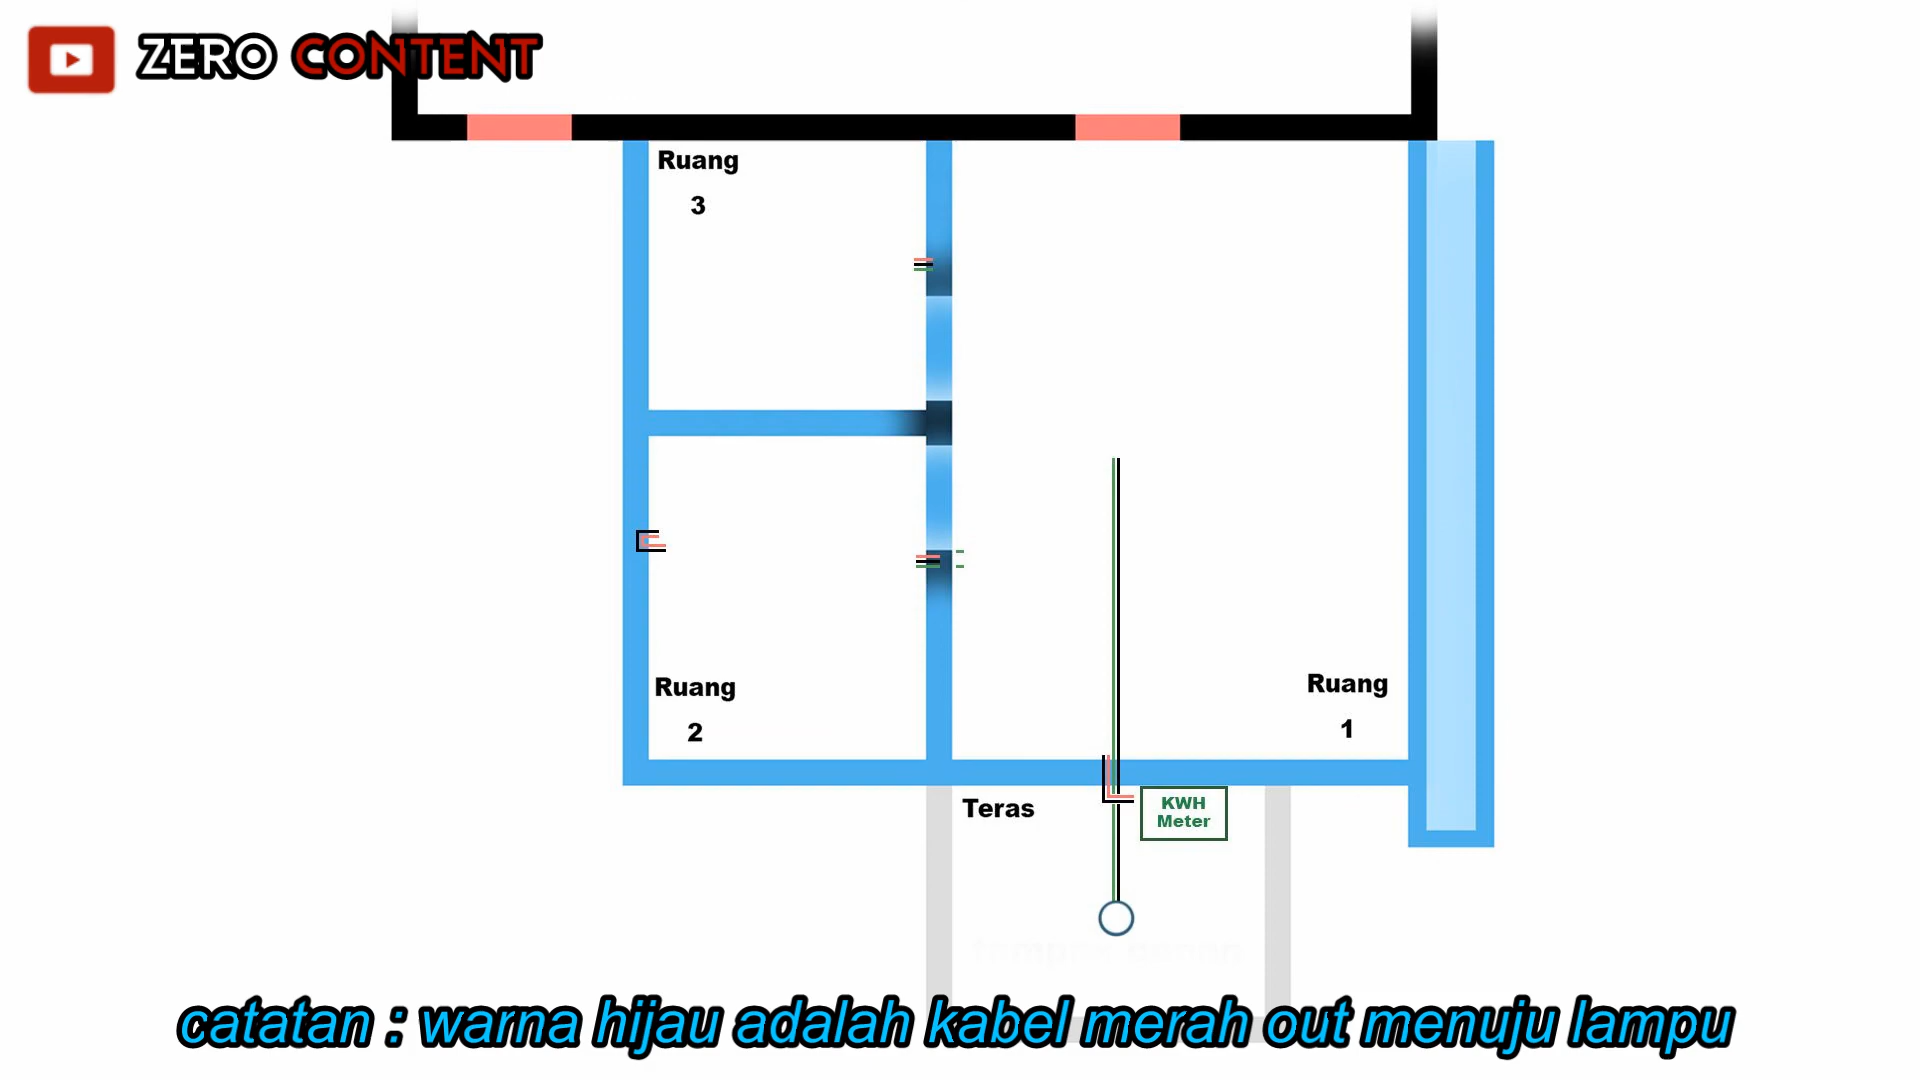 ZERO CONTENT
Ruang
3
Ruang
2
Ruang
1
Teras
KWH
Meter
catatan : warna hijau adalah kabel merah out menuju lampu